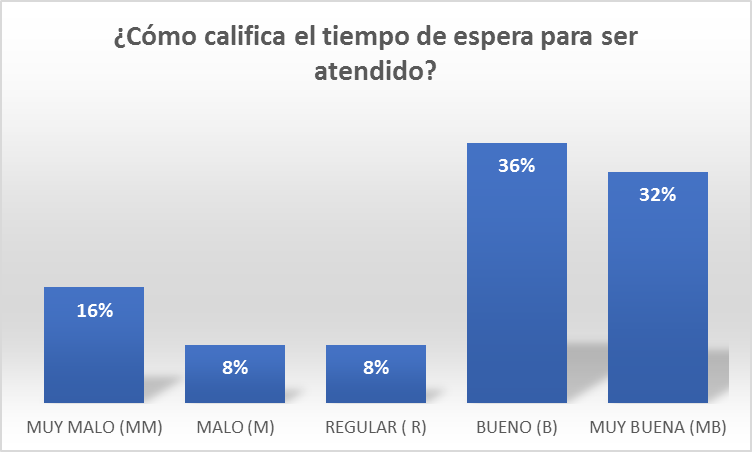 ¿Cómo califica el tiempo de espera para ser
atendido?
36%
32%
16%
8%
8%
MUY MALO (MM)
MALO (M)
REGULAR ( R)
BUENO (B)
MUY BUENA (MB)